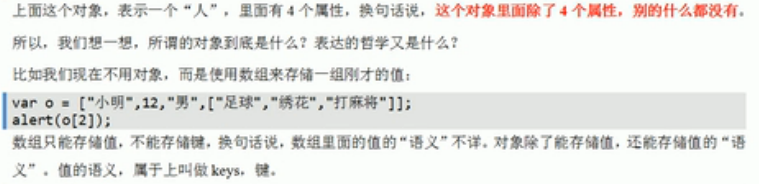 上面这个对象,表示一个“人”,里面有 4 个属性,换句话说,这个对象里面除了 4 个属性,别的什么都没有。
所以,我们想一想,所谓的对象到底是什么?表达的哲学又是什么?
比如我们现在不用对象,而是使用数组来存储一组刚才的值:
var o = ["小明",12,"男",["足球","绣花","打麻将"]];
alert(o[2]);
数组只能存储值,不能存储键,换句话说,数组里面的值的“语义”不详。对象除了能存储值,还能存储值的“语
义”。值的语义,属于上叫做 keys,键。